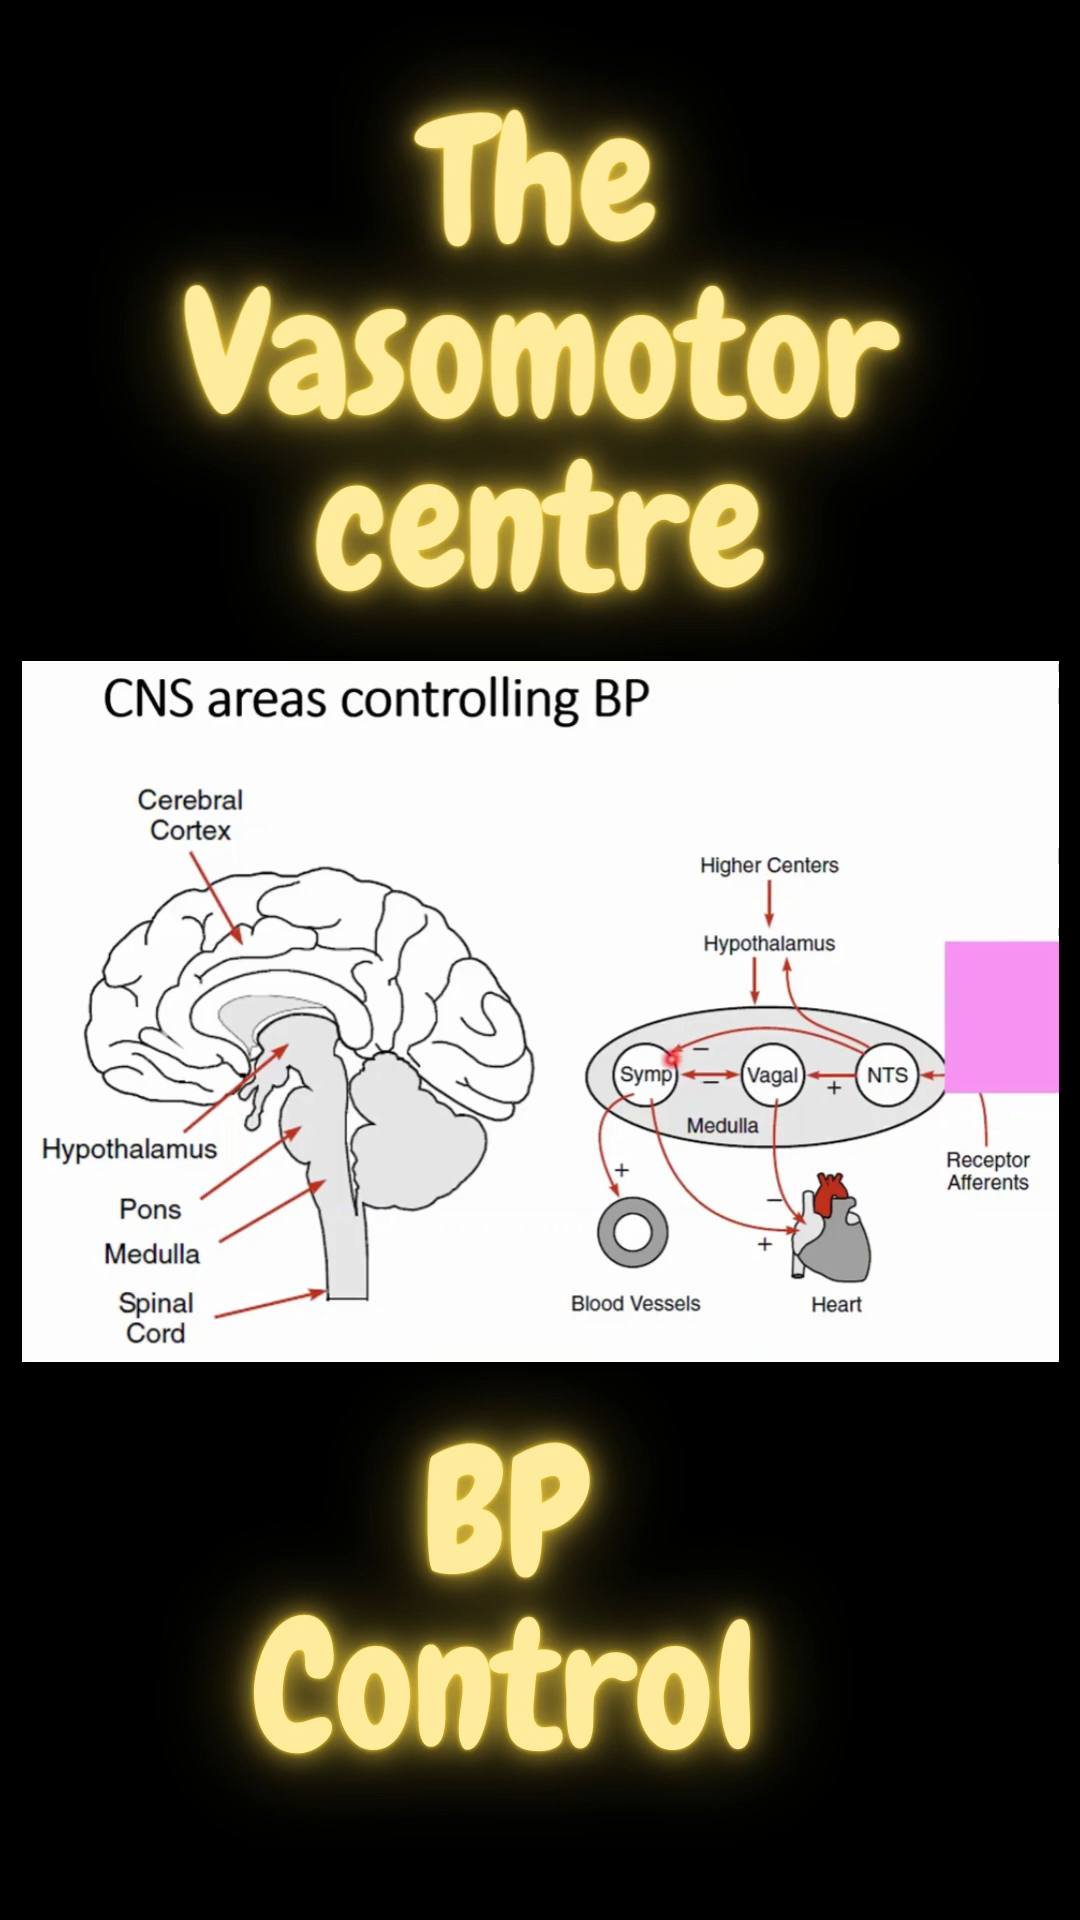 The
Vasomotor
centre
CNS areas controlling BP
Cerebral
Cortex
Hypothalamus
Pons
Medulla
Spinal
Cord
Higher Centers
Hypothalamus
−
Symp
−
Vagal
+
NTS
Medulla
+
−
+
Receptor
Afferents
Blood Vessels
Heart
BP
Control